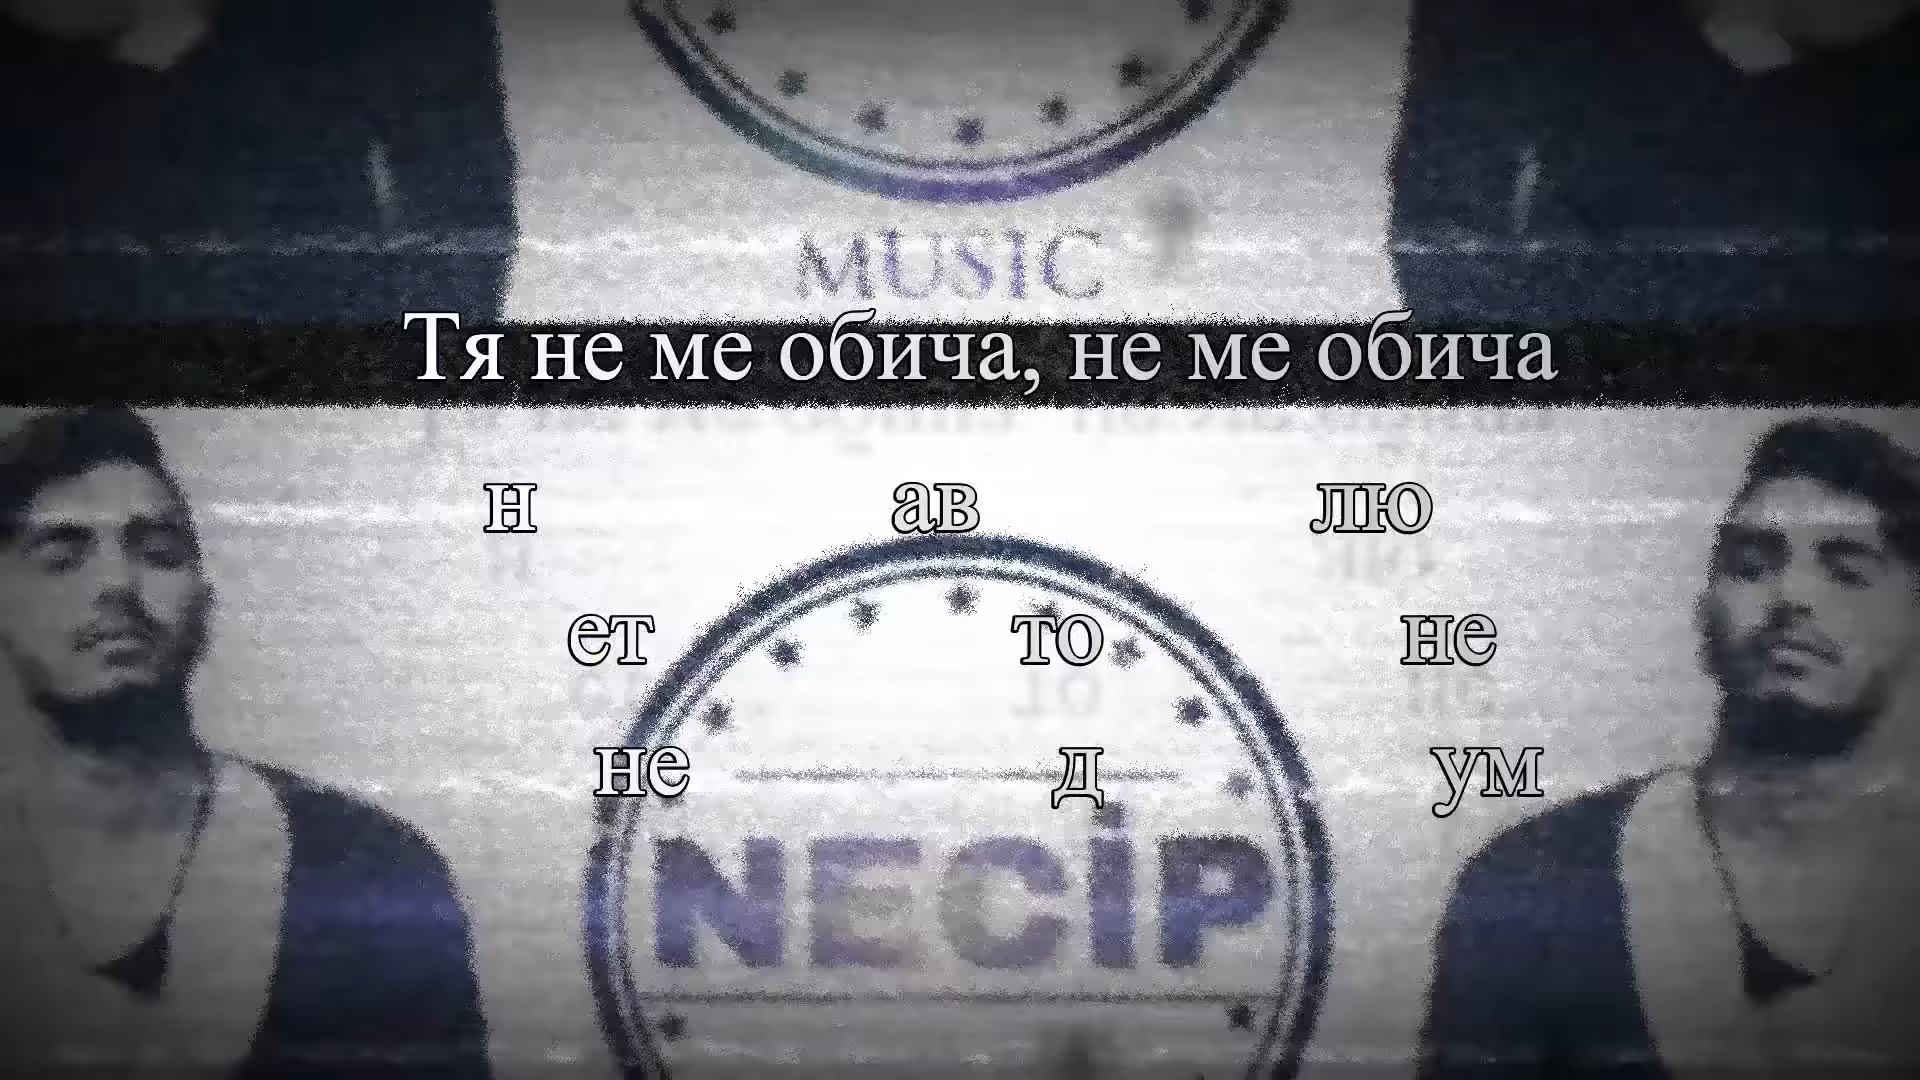 MUSIC
Тя не ме обича, не ме обича
н ав лю
ет то не
не д ум
NECİP